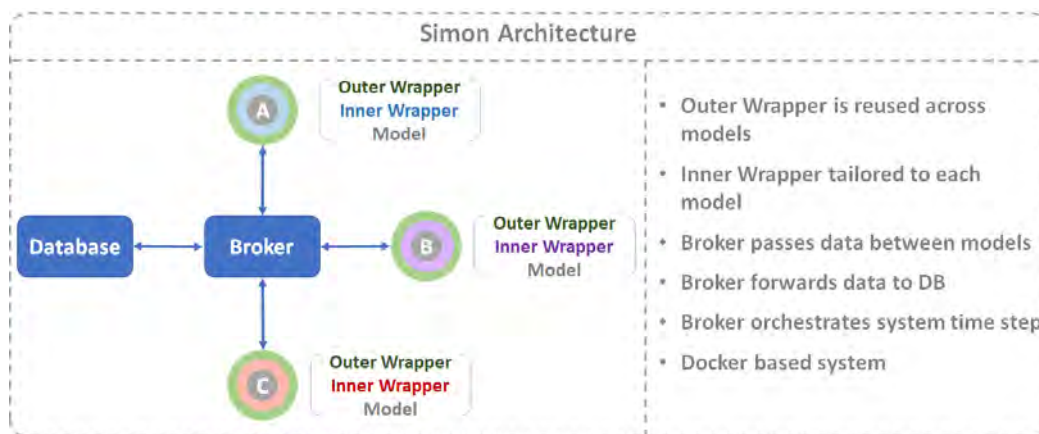 Simon Architecture
A
Outer Wrapper
Inner Wrapper
Model
Database
Broker
B
Outer Wrapper
Inner Wrapper
Model
C
Outer Wrapper
Inner Wrapper
Model
• Outer Wrapper is reused across
models
• Inner Wrapper tailored to each
model
• Broker passes data between models
• Broker forwards data to DB
• Broker orchestrates system time step
• Docker based system